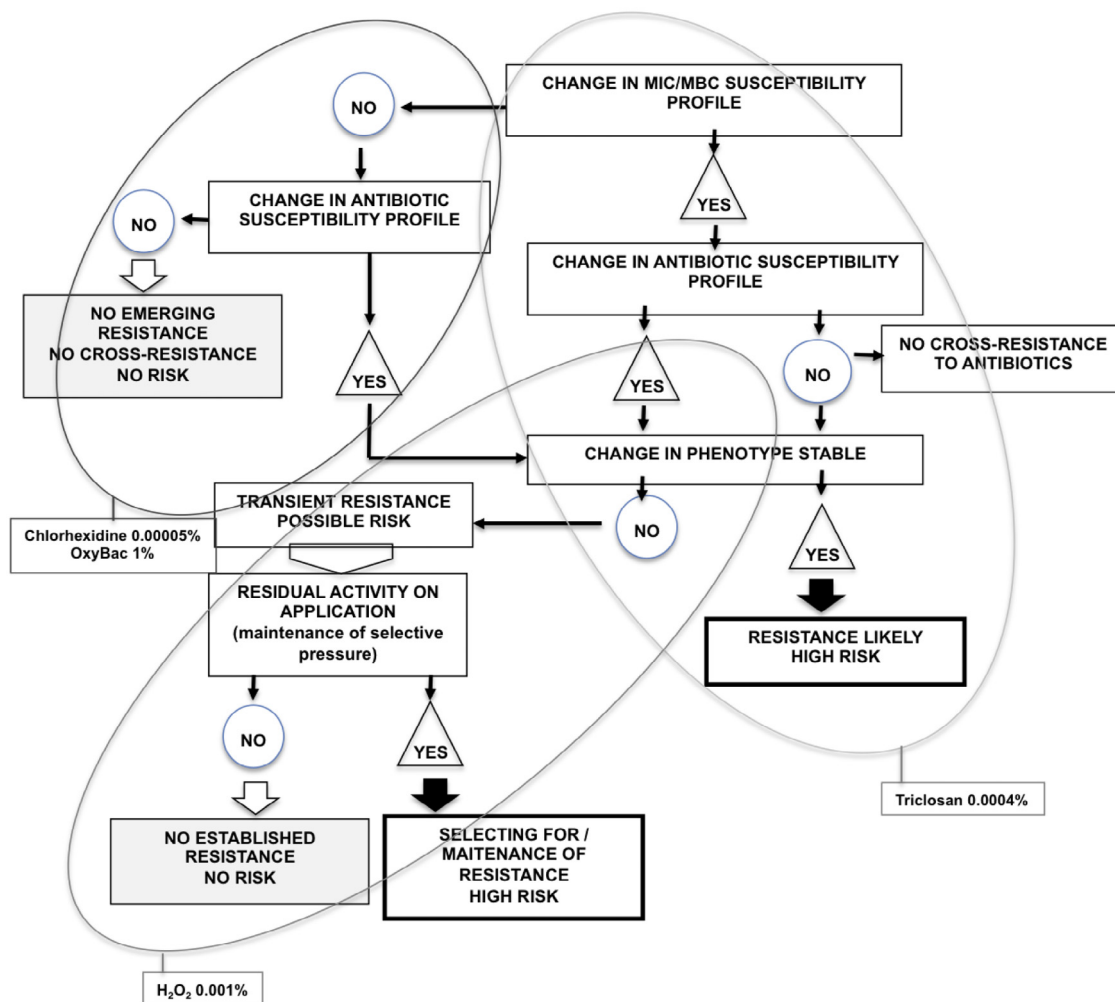 CHANGE IN MIC/MBC SUSCEPTIBILITY
PROFILE
NO
YES
CHANGE IN ANTIBIOTIC
SUSCEPTIBILITY PROFILE
NO
CHANGE IN ANTIBIOTIC SUSCEPTIBILITY
PROFILE
NO EMERGING
RESISTANCE
NO CROSS-RESISTANCE
NO RISK
YES
YES
NO
NO CROSS-RESISTANCE
TO ANTIBIOTICS
CHANGE IN PHENOTYPE STABLE
TRANSIENT RESISTANCE
POSSIBLE RISK
NO
YES
Chlorhexidine 0.00005%
OxyBac 1%
RESIDUAL ACTIVITY ON
APPLICATION
(maintenance of selective
pressure)
RESISTANCE LIKELY
HIGH RISK
NO
YES
Triclosan 0.0004%
NO ESTABLISHED
RESISTANCE
NO RISK
SELECTING FOR /
MAITENANCE OF
RESISTANCE
HIGH RISK
H₂O₂ 0.001%